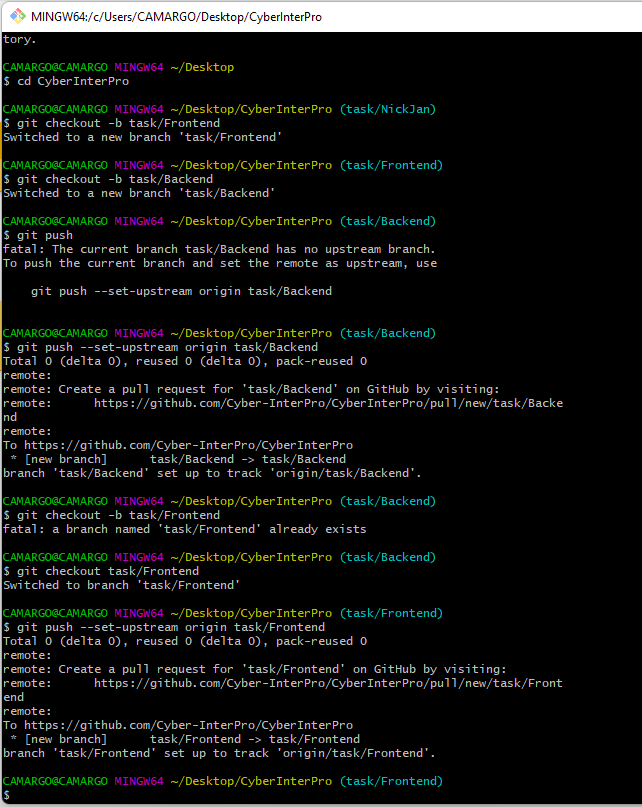 MINGW64:/c/Users/CAMARGO/Desktop/CyberInterPro
tory.
CAMARGO@CAMARGO MINGW64 ~/Desktop
$ cd CyberInterPro
CAMARGO@CAMARGO MINGW64 ~/Desktop/CyberInterPro (task/NickJan)
$ git checkout -b task/Frontend
Switched to a new branch 'task/Frontend'
CAMARGO@CAMARGO MINGW64 ~/Desktop/CyberInterPro (task/Frontend)
$ git checkout -b task/Backend
Switched to a new branch 'task/Backend'
CAMARGO@CAMARGO MINGW64 ~/Desktop/CyberInterPro (task/Backend)
$ git push
fatal: The current branch task/Backend has no upstream branch.
To push the current branch and set the remote as upstream, use
    git push --set-upstream origin task/Backend
CAMARGO@CAMARGO MINGW64 ~/Desktop/CyberInterPro (task/Backend)
$ git push --set-upstream origin task/Backend
Total 0 (delta 0), reused 0 (delta 0), pack-reused 0
remote:
remote: Create a pull request for 'task/Backend' on GitHub by visiting:
remote:      https://github.com/Cyber-InterPro/CyberInterPro/pull/new/task/Backe
nd
remote:
To https://github.com/Cyber-InterPro/CyberInterPro
 * [new branch]      task/Backend -> task/Backend
branch 'task/Backend' set up to track 'origin/task/Backend'.
CAMARGO@CAMARGO MINGW64 ~/Desktop/CyberInterPro (task/Backend)
$ git checkout -b task/Frontend
fatal: a branch named 'task/Frontend' already exists
CAMARGO@CAMARGO MINGW64 ~/Desktop/CyberInterPro (task/Backend)
$ git checkout task/Frontend
Switched to branch 'task/Frontend'
CAMARGO@CAMARGO MINGW64 ~/Desktop/CyberInterPro (task/Frontend)
$ git push --set-upstream origin task/Frontend
Total 0 (delta 0), reused 0 (delta 0), pack-reused 0
remote:
remote: Create a pull request for 'task/Frontend' on GitHub by visiting:
remote:      https://github.com/Cyber-InterPro/CyberInterPro/pull/new/task/Front
end
remote:
To https://github.com/Cyber-InterPro/CyberInterPro
 * [new branch]      task/Frontend -> task/Frontend
branch 'task/Frontend' set up to track 'origin/task/Frontend'.
CAMARGO@CAMARGO MINGW64 ~/Desktop/CyberInterPro (task/Frontend)
$